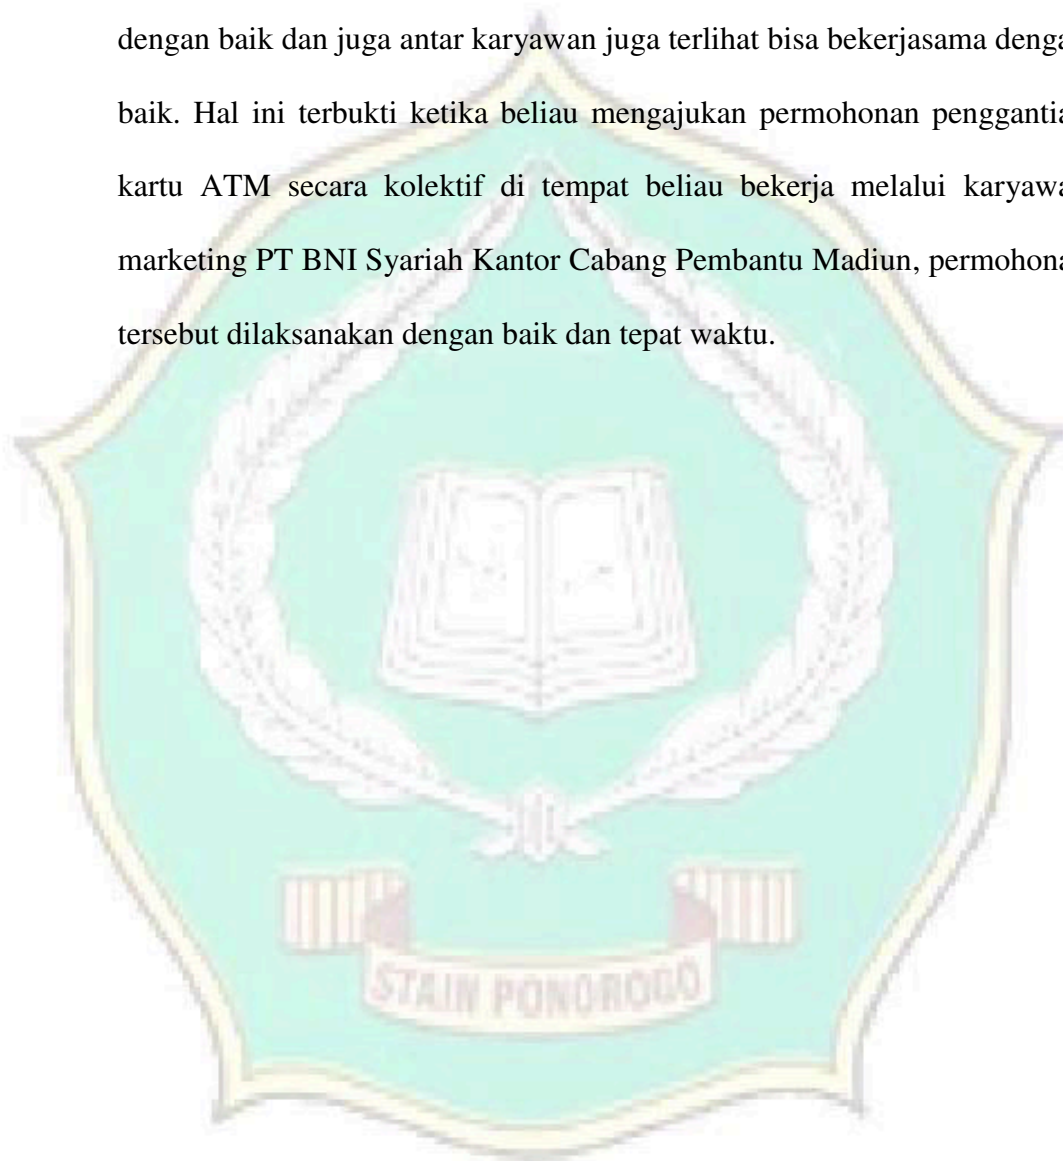 dengan baik dan juga antar karyawan juga terlihat bisa bekerjasama denga
baik. Hal ini terbukti ketika beliau mengajukan permohonan penggantia
kartu ATM secara kolektif di tempat beliau bekerja melalui karyawa
marketing PT BNI Syariah Kantor Cabang Pembantu Madiun, permohona
tersebut dilaksanakan dengan baik dan tepat waktu.
STAIN PONOROGO